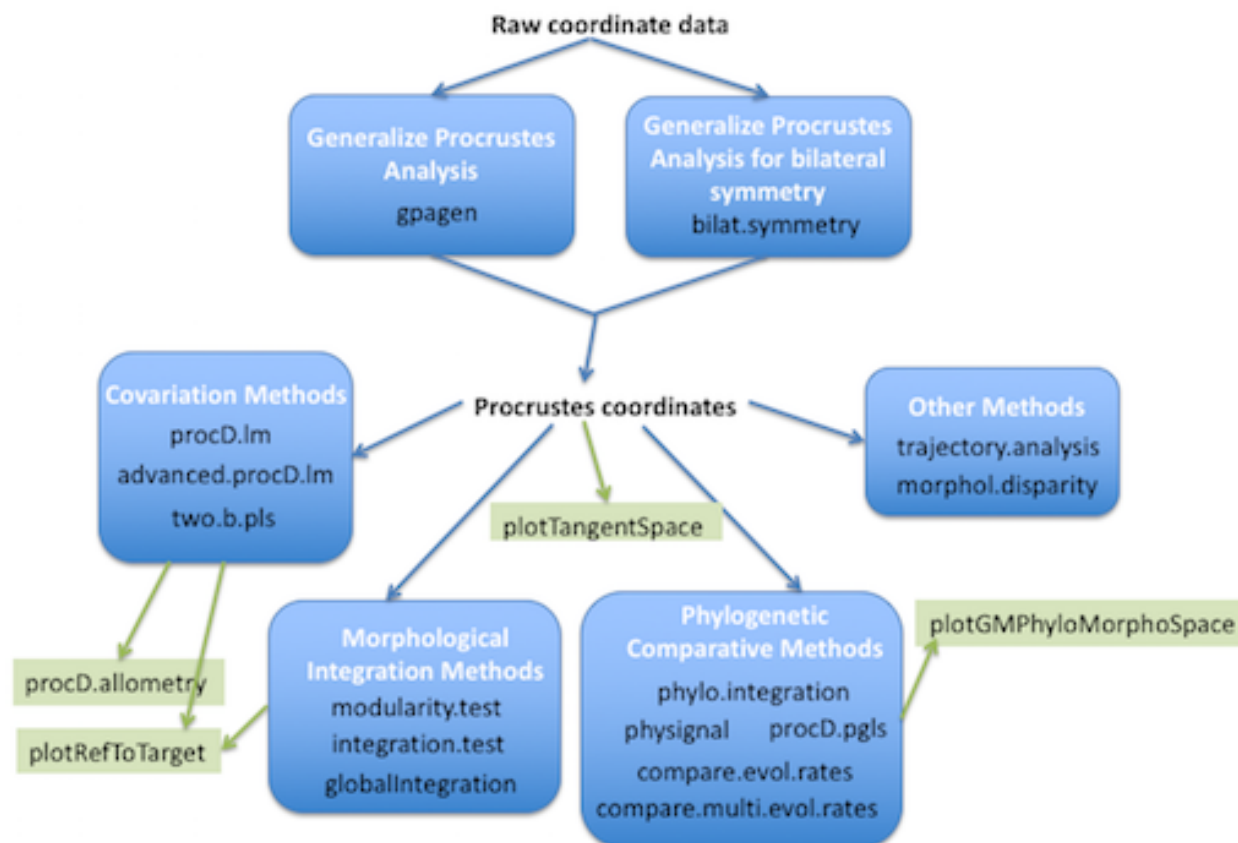 Raw coordinate data
Generalize Procrustes
Analysis
gpagen
Generalize Procrustes
Analysis for bilateral
symmetry
bilat.symmetry
Covariation Methods
procD.lm
advanced.procD.lm
two.b.pls
Procrustes coordinates
Other Methods
trajectory.analysis
morphol.disparity
plotTangentSpace
procD.allometry
plotRefToTarget
Morphological
Integration Methods
modularity.test
integration.test
globalIntegration
Phylogenetic
Comparative Methods
phylo.integration
physignal procD.pgls
compare.evol.rates
compare.multi.evol.rates
plotGMPhyloMorphoSpace